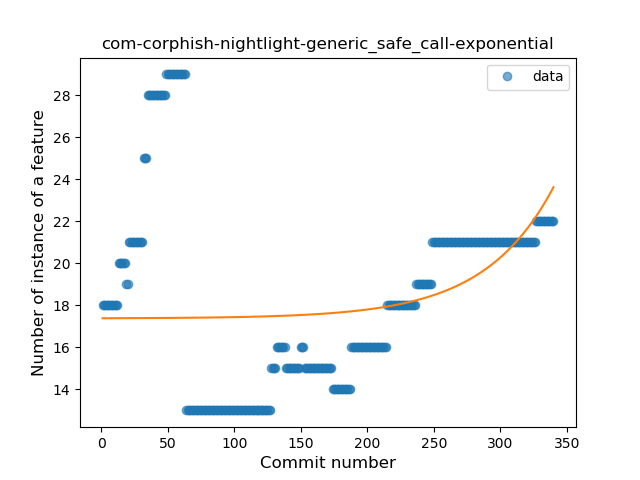 com-corphish-nightlight-generic_safe_call-exponential
data
Number of instance of a feature
28
26
24
22
20
18
16
14
0 50 100 150 200 250 300 350
Commit number